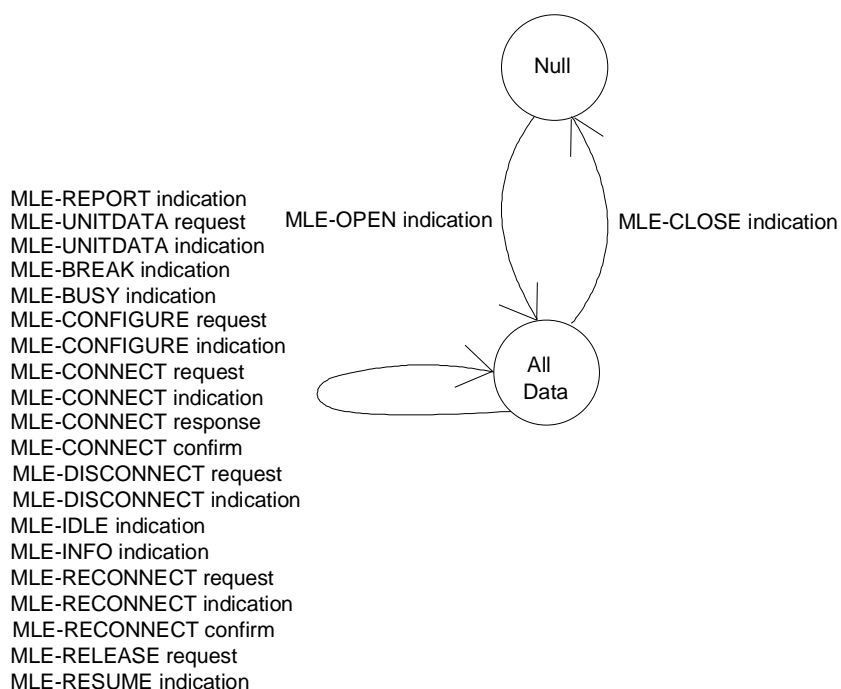 Null
MLE-REPORT indication
MLE-UNITDATA request
MLE-UNITDATA indication
MLE-BREAK indication
MLE-BUSY indication
MLE-CONFIGURE request
MLE-CONFIGURE indication
MLE-CONNECT request
MLE-CONNECT indication
MLE-CONNECT response
MLE-CONNECT confirm
MLE-DISCONNECT request
MLE-DISCONNECT indication
MLE-IDLE indication
MLE-INFO indication
MLE-RECONNECT request
MLE-RECONNECT indication
MLE-RECONNECT confirm
MLE-RELEASE request
MLE-RESUME indication
MLE-OPEN indication
MLE-CLOSE indication
All
Data